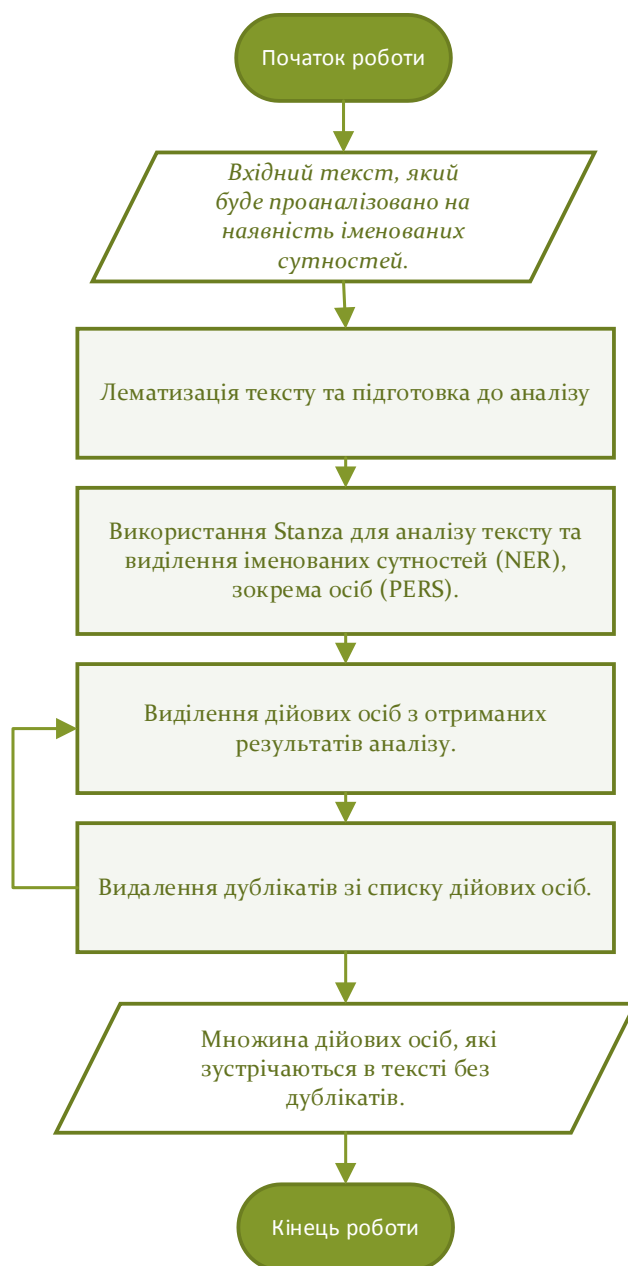 Початок роботи
Вхідний текст, який
буде проаналізовано на
наявність іменованих
сутностей.
Лематизація тексту та підготовка до аналізу
Використання Stanza для аналізу тексту та
виділення іменованих сутностей (NER),
зокрема осіб (PERS).
Виділення дійових осіб з отриманих
результатів аналізу.
Видалення дублікатів зі списку дійових осіб.
Множина дійових осіб, які
зустрічаються в тексті без
дублікатів.
Кінець роботи